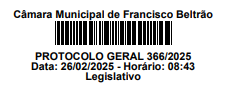 Câmara Municipal de Francisco Beltrão
PROTOCOLO GERAL 366/2025
Data: 26/02/2025 - Horário: 08:43
Legislativo